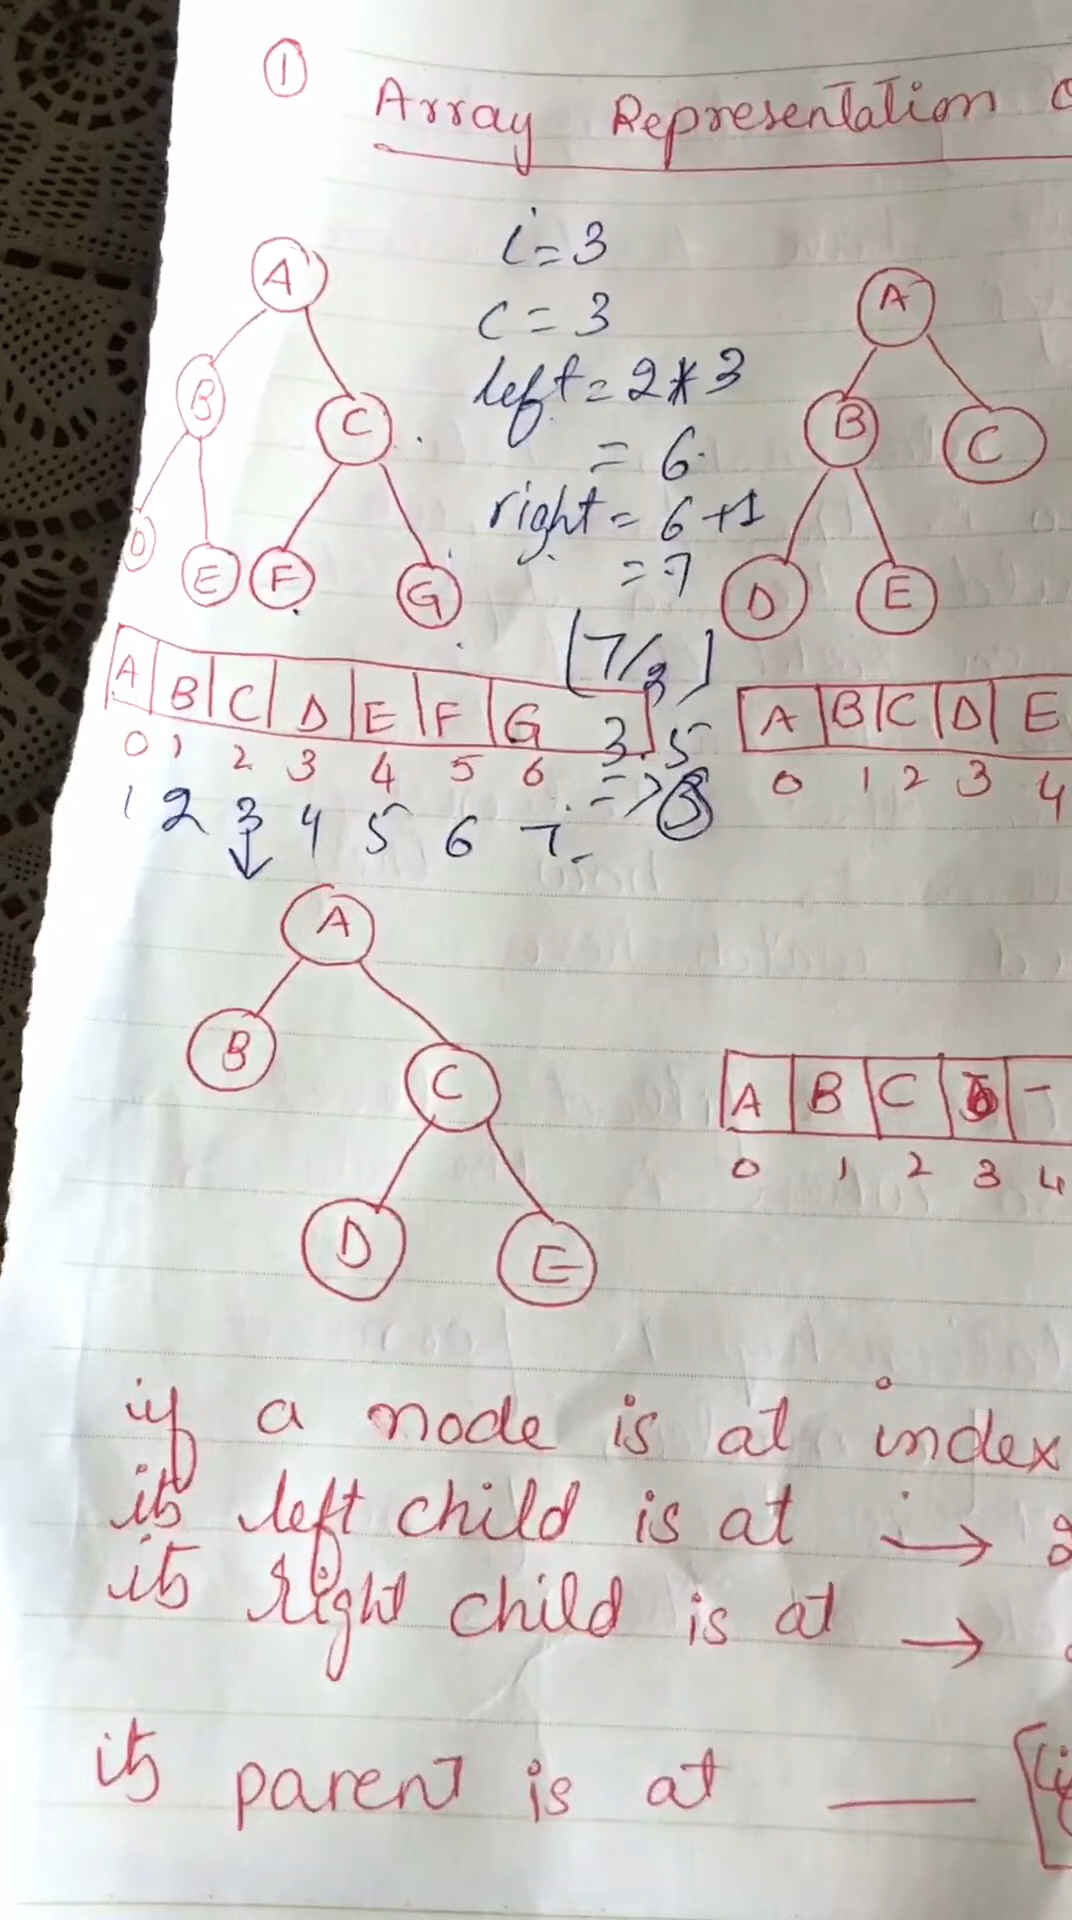 1
Array Representation
i = 3
c = 3
left = 2*3
= 6
right = 6 +1
= 7
A
B C
D E F G
A
B C
D E
[7/2]
A B C D E F G
0 1 2 3 4 5 6
3.5
=> 3
1 2 3 4 5 6 7
A B C D E
0 1 2 3 4
A
B C
D E
A B C –
0 1 2 3 4
if a node is at index
its left child is at →
its right child is at →
its parent is at —